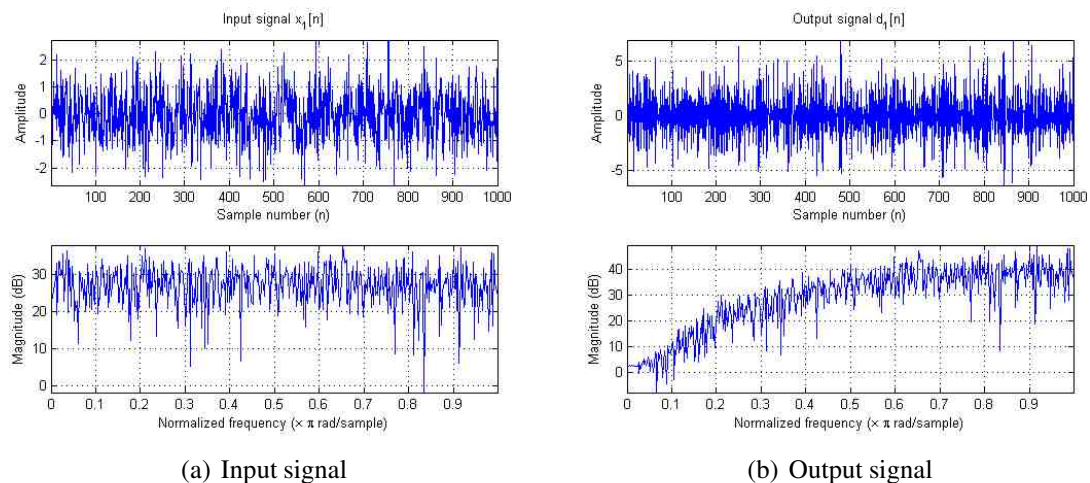 Input signal x1[n]
Amplitude
2
1
0
-1
-2
100 200 300 400 500 600 700 800 900 1000
Sample number (n)
Magnitude (dB)
30
20
10
0
0 0.1 0.2 0.3 0.4 0.5 0.6 0.7 0.8 0.9
Normalized frequency (× π rad/sample)
(a) Input signal
Output signal d1[n]
Amplitude
5
0
-5
100 200 300 400 500 600 700 800 900 1000
Sample number (n)
Magnitude (dB)
40
30
20
10
0
0 0.1 0.2 0.3 0.4 0.5 0.6 0.7 0.8 0.9
Normalized frequency (× π rad/sample)
(b) Output signal